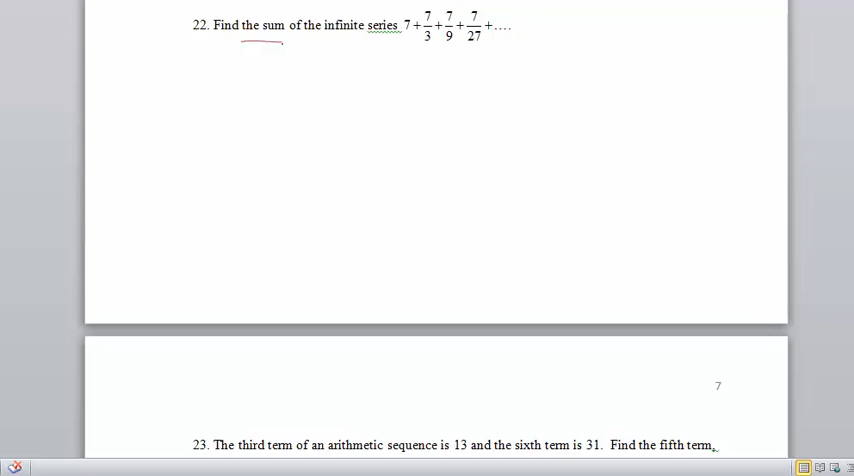 22. Find the sum of the infinite series 7 + 7/3 + 7/9 + 7/27 + ....
7
23. The third term of an arithmetic sequence is 13 and the sixth term is 31. Find the fifth term.